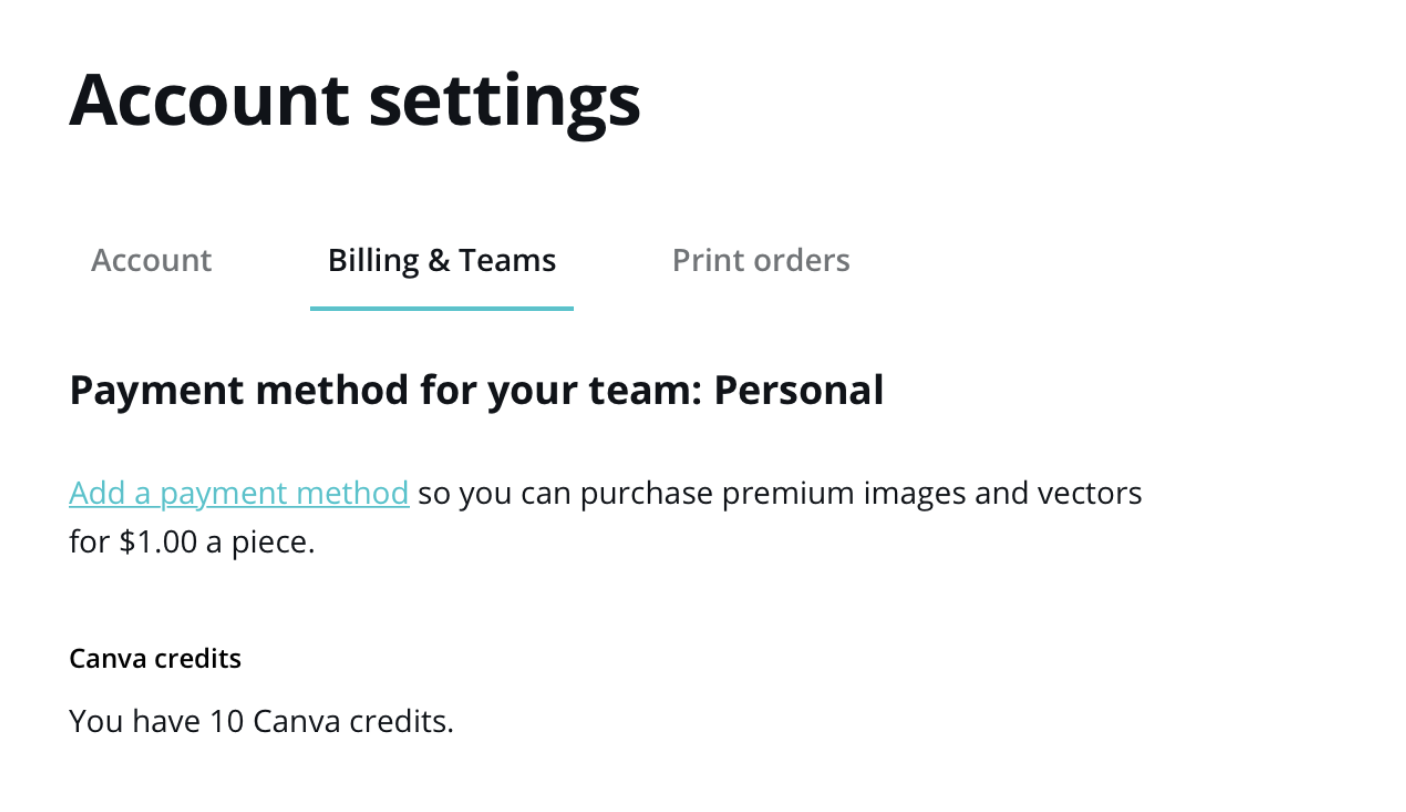 Account settings
Account
Billing & Teams
Print orders
Payment method for your team: Personal
Add a payment method so you can purchase premium images and vectors
for $1.00 a piece.
Canva credits
You have 10 Canva credits.